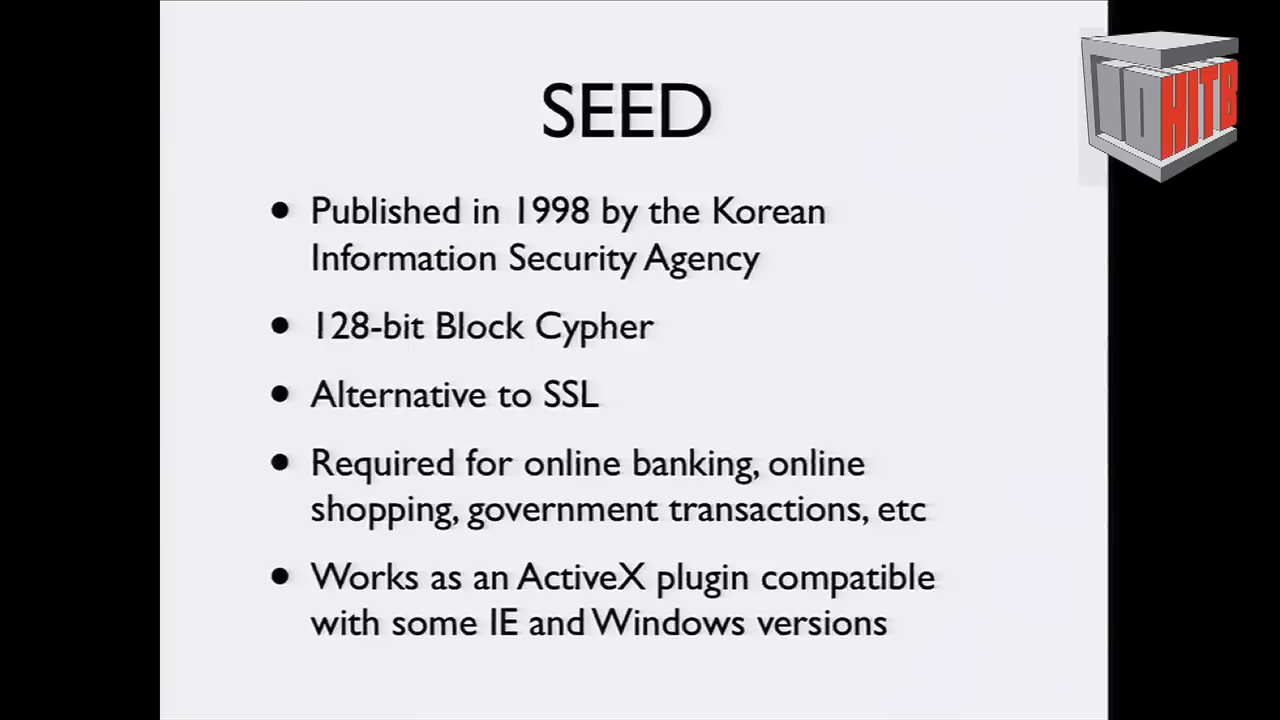 SEED
• Published in 1998 by the Korean
Information Security Agency
• 128-bit Block Cypher
• Alternative to SSL
• Required for online banking, online
shopping, government transactions, etc
• Works as an ActiveX plugin compatible
with some IE and Windows versions
10 HITB